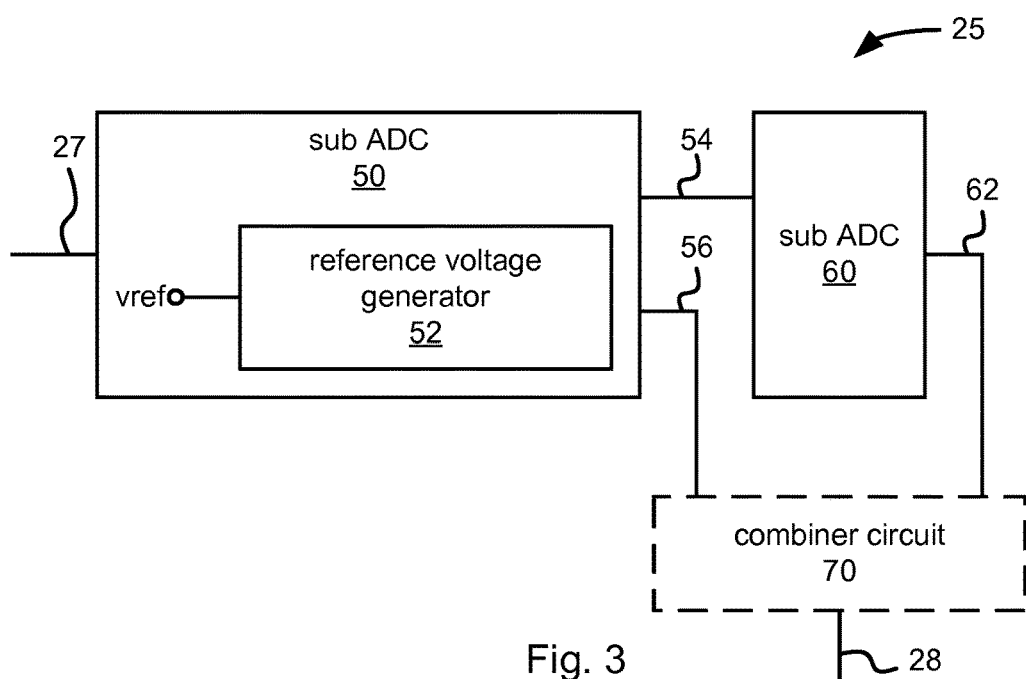 25
27
sub ADC
50
54
62
sub ADC
60
56
reference voltage
generator
52
vref
combiner circuit
70
Fig. 3
28